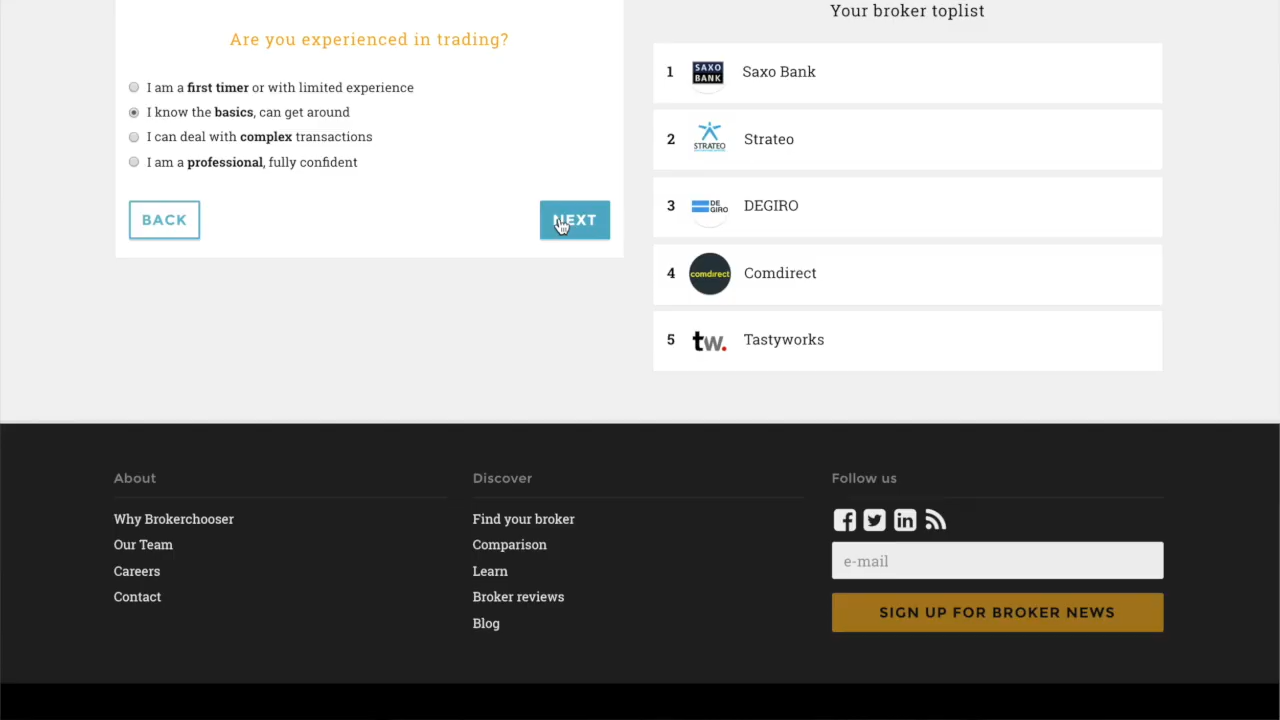 Are you experienced in trading?
I am a first timer or with limited experience
I know the basics, can get around
I can deal with complex transactions
I am a professional, fully confident
BACK
NEXT
Your broker toplist
1 SAXO BANK Saxo Bank
2 STRATEO Strateo
3 DE GIRO DEGIRO
4 comdirect Comdirect
5 tw. Tastyworks
About
Why Brokerchooser
Our Team
Careers
Contact
Discover
Find your broker
Comparison
Learn
Broker reviews
Blog
Follow us
e-mail
SIGN UP FOR BROKER NEWS